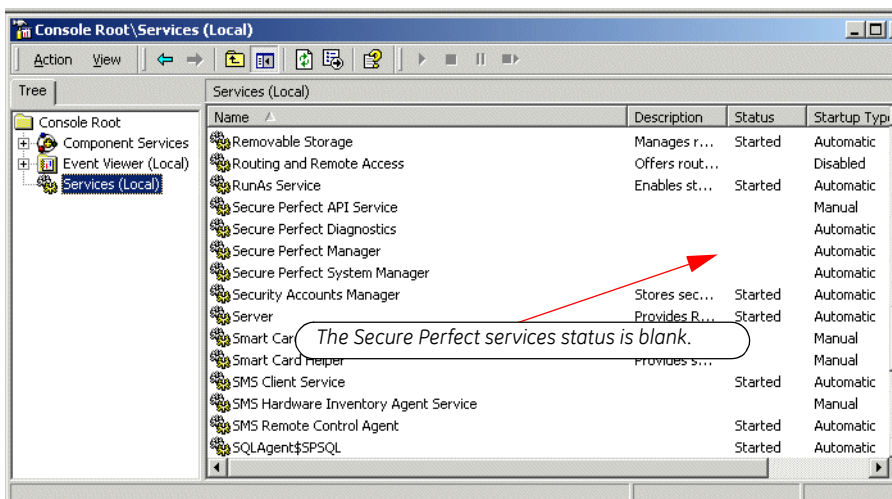 Console Root\Services (Local)
Action View
Tree
Services (Local)
Console Root
Component Services
Event Viewer (Local)
Services (Local)
Name Description Status Startup Typ
Removable Storage Manages r... Started Automatic
Routing and Remote Access Offers rout... Disabled
RunAs Service Enables st... Started Automatic
Secure Perfect API Service Manual
Secure Perfect Diagnostics Automatic
Secure Perfect Manager Automatic
Secure Perfect System Manager Automatic
Security Accounts Manager Stores sec... Started Automatic
Server Provides R... Started Automatic
Smart Car Manual
The Secure Perfect services status is blank.
Smart Card Helper Provides s... Manual
SMS Client Service Started Automatic
SMS Hardware Inventory Agent Service Manual
SMS Remote Control Agent Started Automatic
SQLAgent$SPSQL Started Automatic